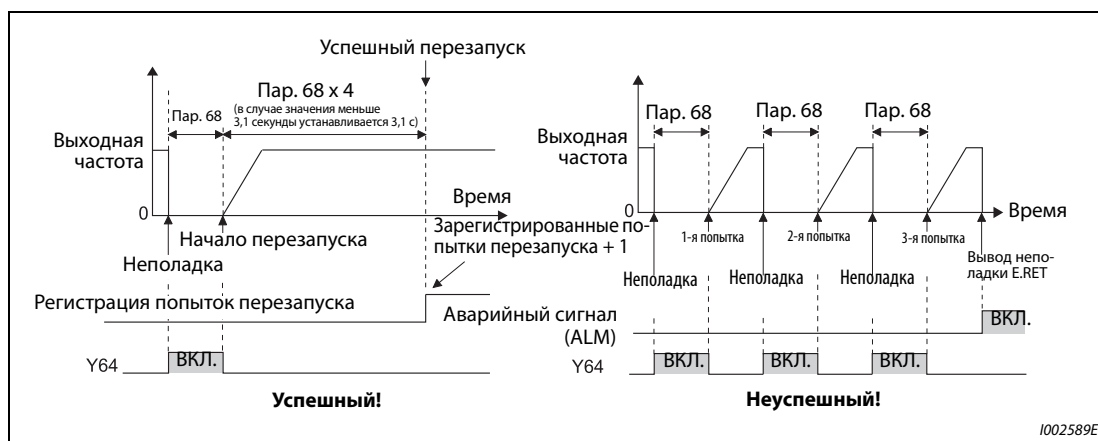 Успешный перезапуск
Пар. 68 x 4
(в случае значения меньше
3,1 секунды устанавливается 3,1 с)
Пар. 68
Выходная
частота
0
Время
Начало перезапуска
Неполадка
Зарегистрированные по-
пытки перезапуска + 1
Регистрация попыток перезапуска
Y64
ВКЛ.
Успешный!
Пар. 68
Пар. 68
Пар. 68
Выходная
частота
0
Время
1-я попытка
2-я попытка
3-я попытка
Неполадка
Неполадка
Неполадка
Вывод непо-
ладки E.RET
Аварийный сигнал
(ALM)
ВКЛ.
Y64
ВКЛ.
ВКЛ.
ВКЛ.
Неуспешный!
I002589E